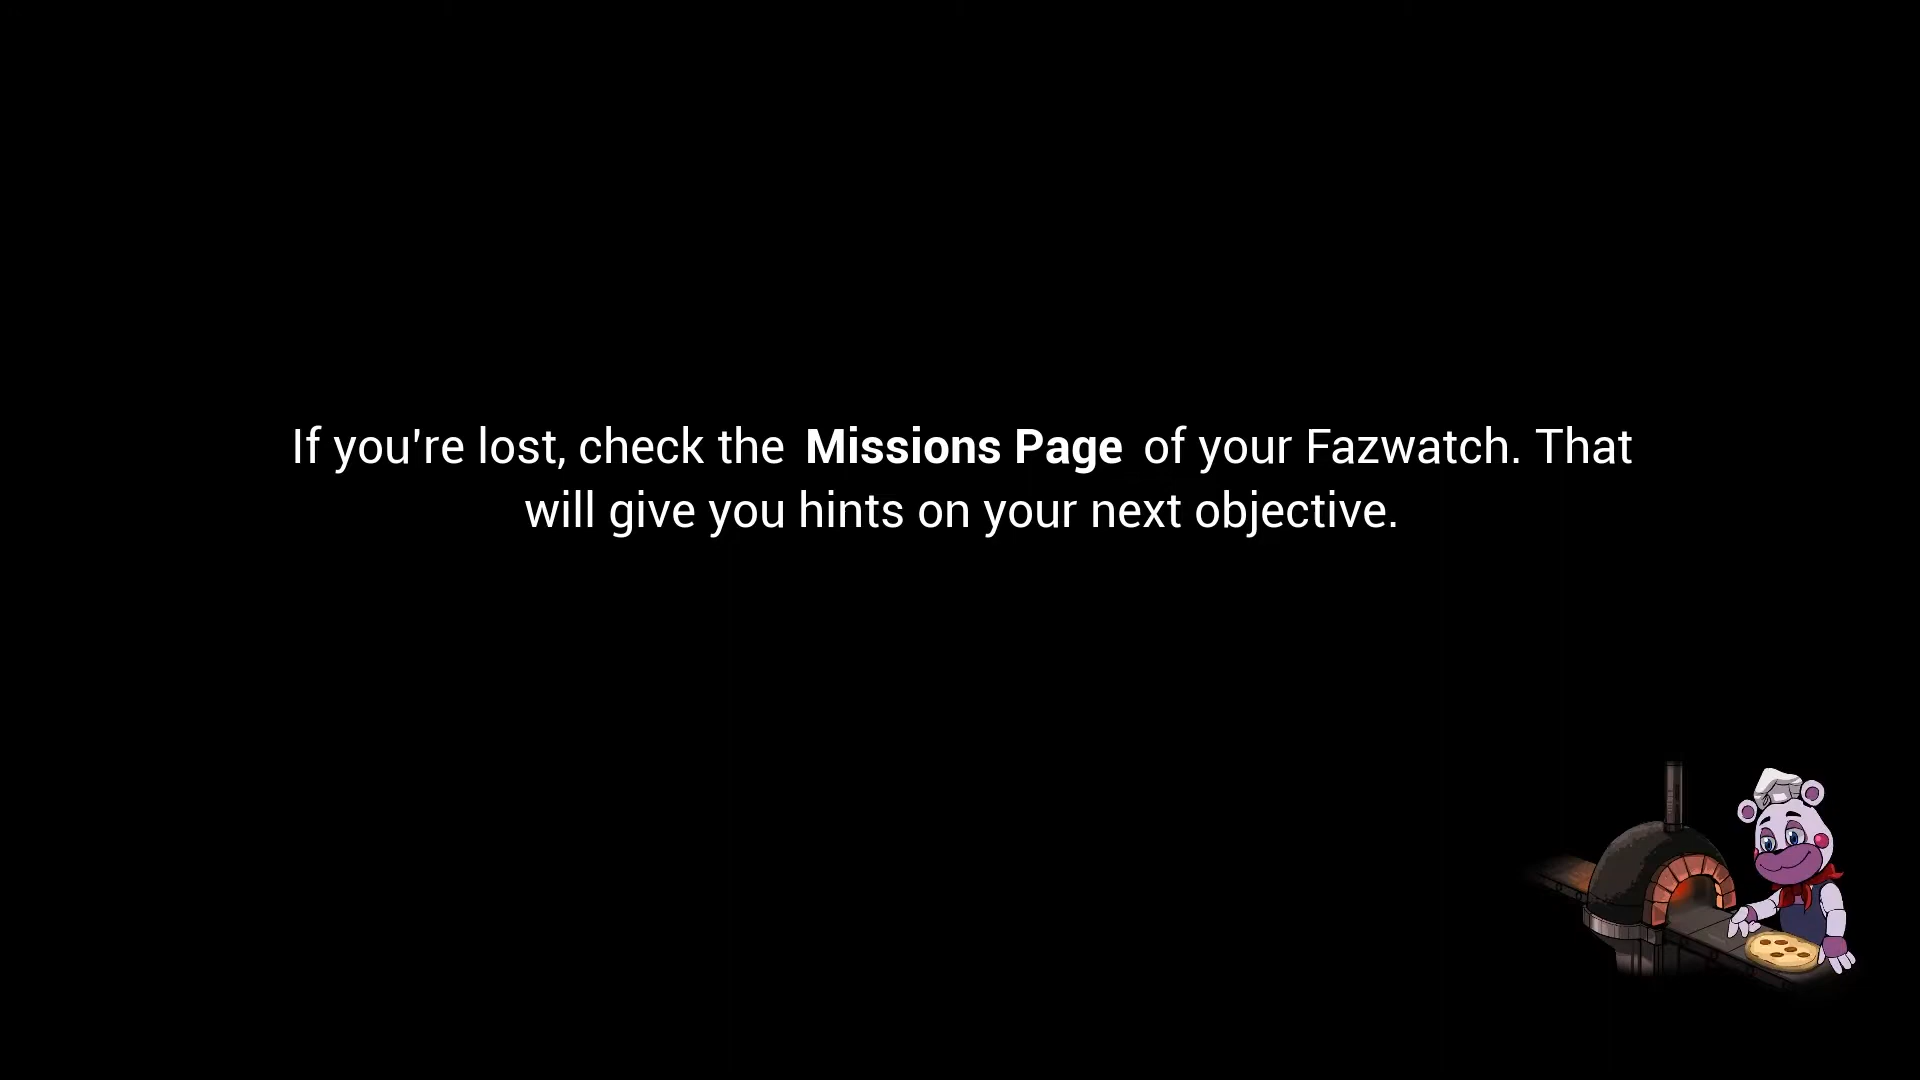 If you're lost, check the Missions Page of your Fazwatch. That
will give you hints on your next objective.